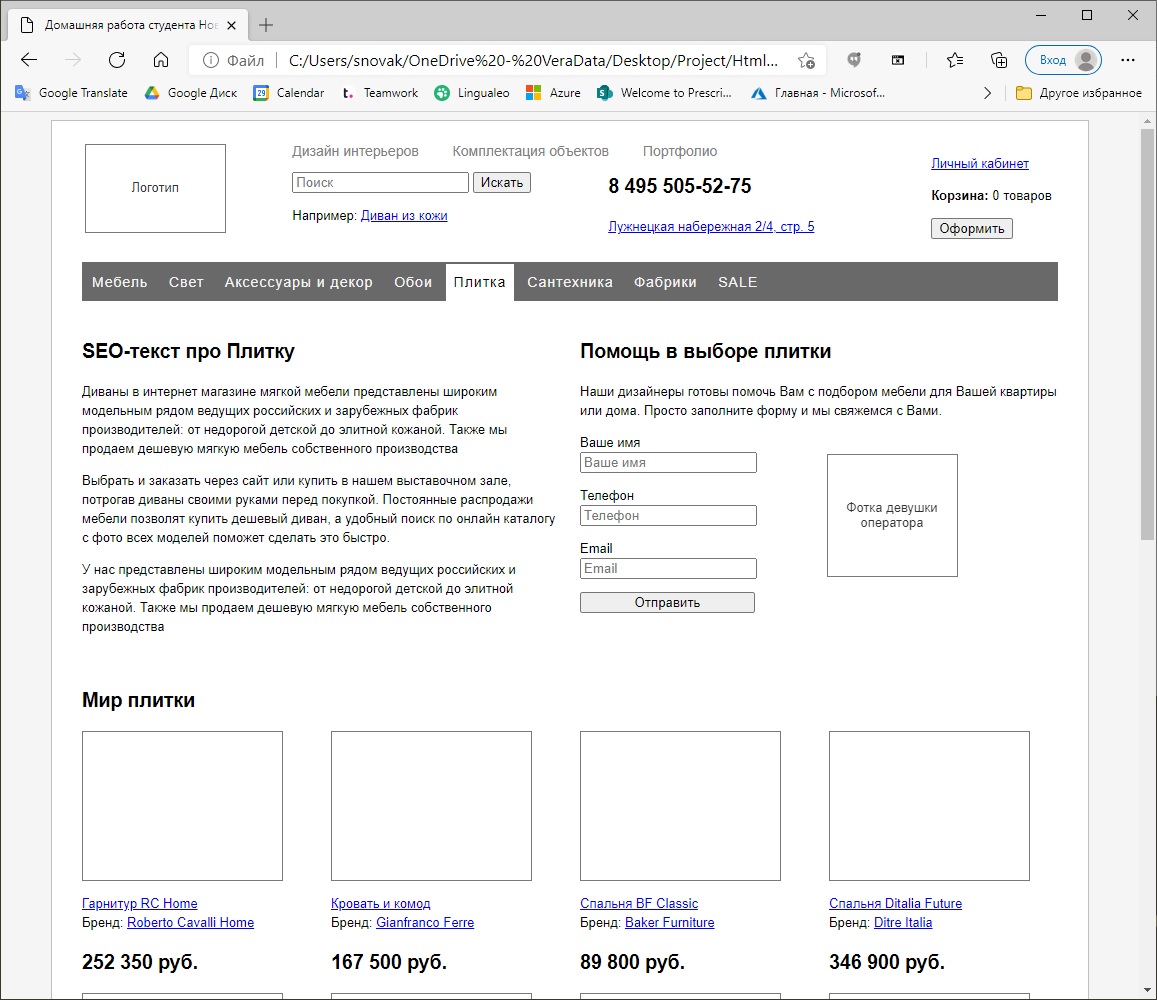 Домашняя работа студента Нов
Файл
C:/Users/snovak/OneDrive%20-%20VeraData/Desktop/Project/Html...
Вход
Google Translate
Google Диск
29
Calendar
t.
Teamwork
Lingualeo
Azure
S
Welcome to Prescri...
Главная - Microsof...
Другое избранное
Логотип
Дизайн интерьеров Комплектация объектов Портфолио
Поиск
Искать
Например: Диван из кожи
8 495 505-52-75
Лужнецкая набережная 2/4, стр. 5
Личный кабинет
Корзина: 0 товаров
Оформить
Мебель Свет Аксессуары и декор Обои Плитка Сантехника Фабрики SALE
SEO-текст про Плитку
Диваны в интернет магазине мягкой мебели представлены широким
модельным рядом ведущих российских и зарубежных фабрик
производителей: от недорогой детской до элитной кожаной. Также мы
продаем дешевую мягкую мебель собственного производства
Выбрать и заказать через сайт или купить в нашем выставочном зале,
потрогав диваны своими руками перед покупкой. Постоянные распродажи
мебели позволят купить дешевый диван, а удобный поиск по онлайн каталогу
с фото всех моделей поможет сделать это быстро.
У нас представлены широким модельным рядом ведущих российских и
зарубежных фабрик производителей: от недорогой детской до элитной
кожаной. Также мы продаем дешевую мягкую мебель собственного
производства
Помощь в выборе плитки
Наши дизайнеры готовы помочь Вам с подбором мебели для Вашей квартиры
или дома. Просто заполните форму и мы свяжемся с Вами.
Ваше имя
Ваше имя
Телефон
Телефон
Email
Email
Отправить
Фотка девушки
оператора
Мир плитки
Гарнитур RC Home
Бренд: Roberto Cavalli Home
252 350 руб.
Кровать и комод
Бренд: Gianfranco Ferre
167 500 руб.
Спальня BF Classic
Бренд: Baker Furniture
89 800 руб.
Спальня Ditalia Future
Бренд: Ditre Italia
346 900 руб.